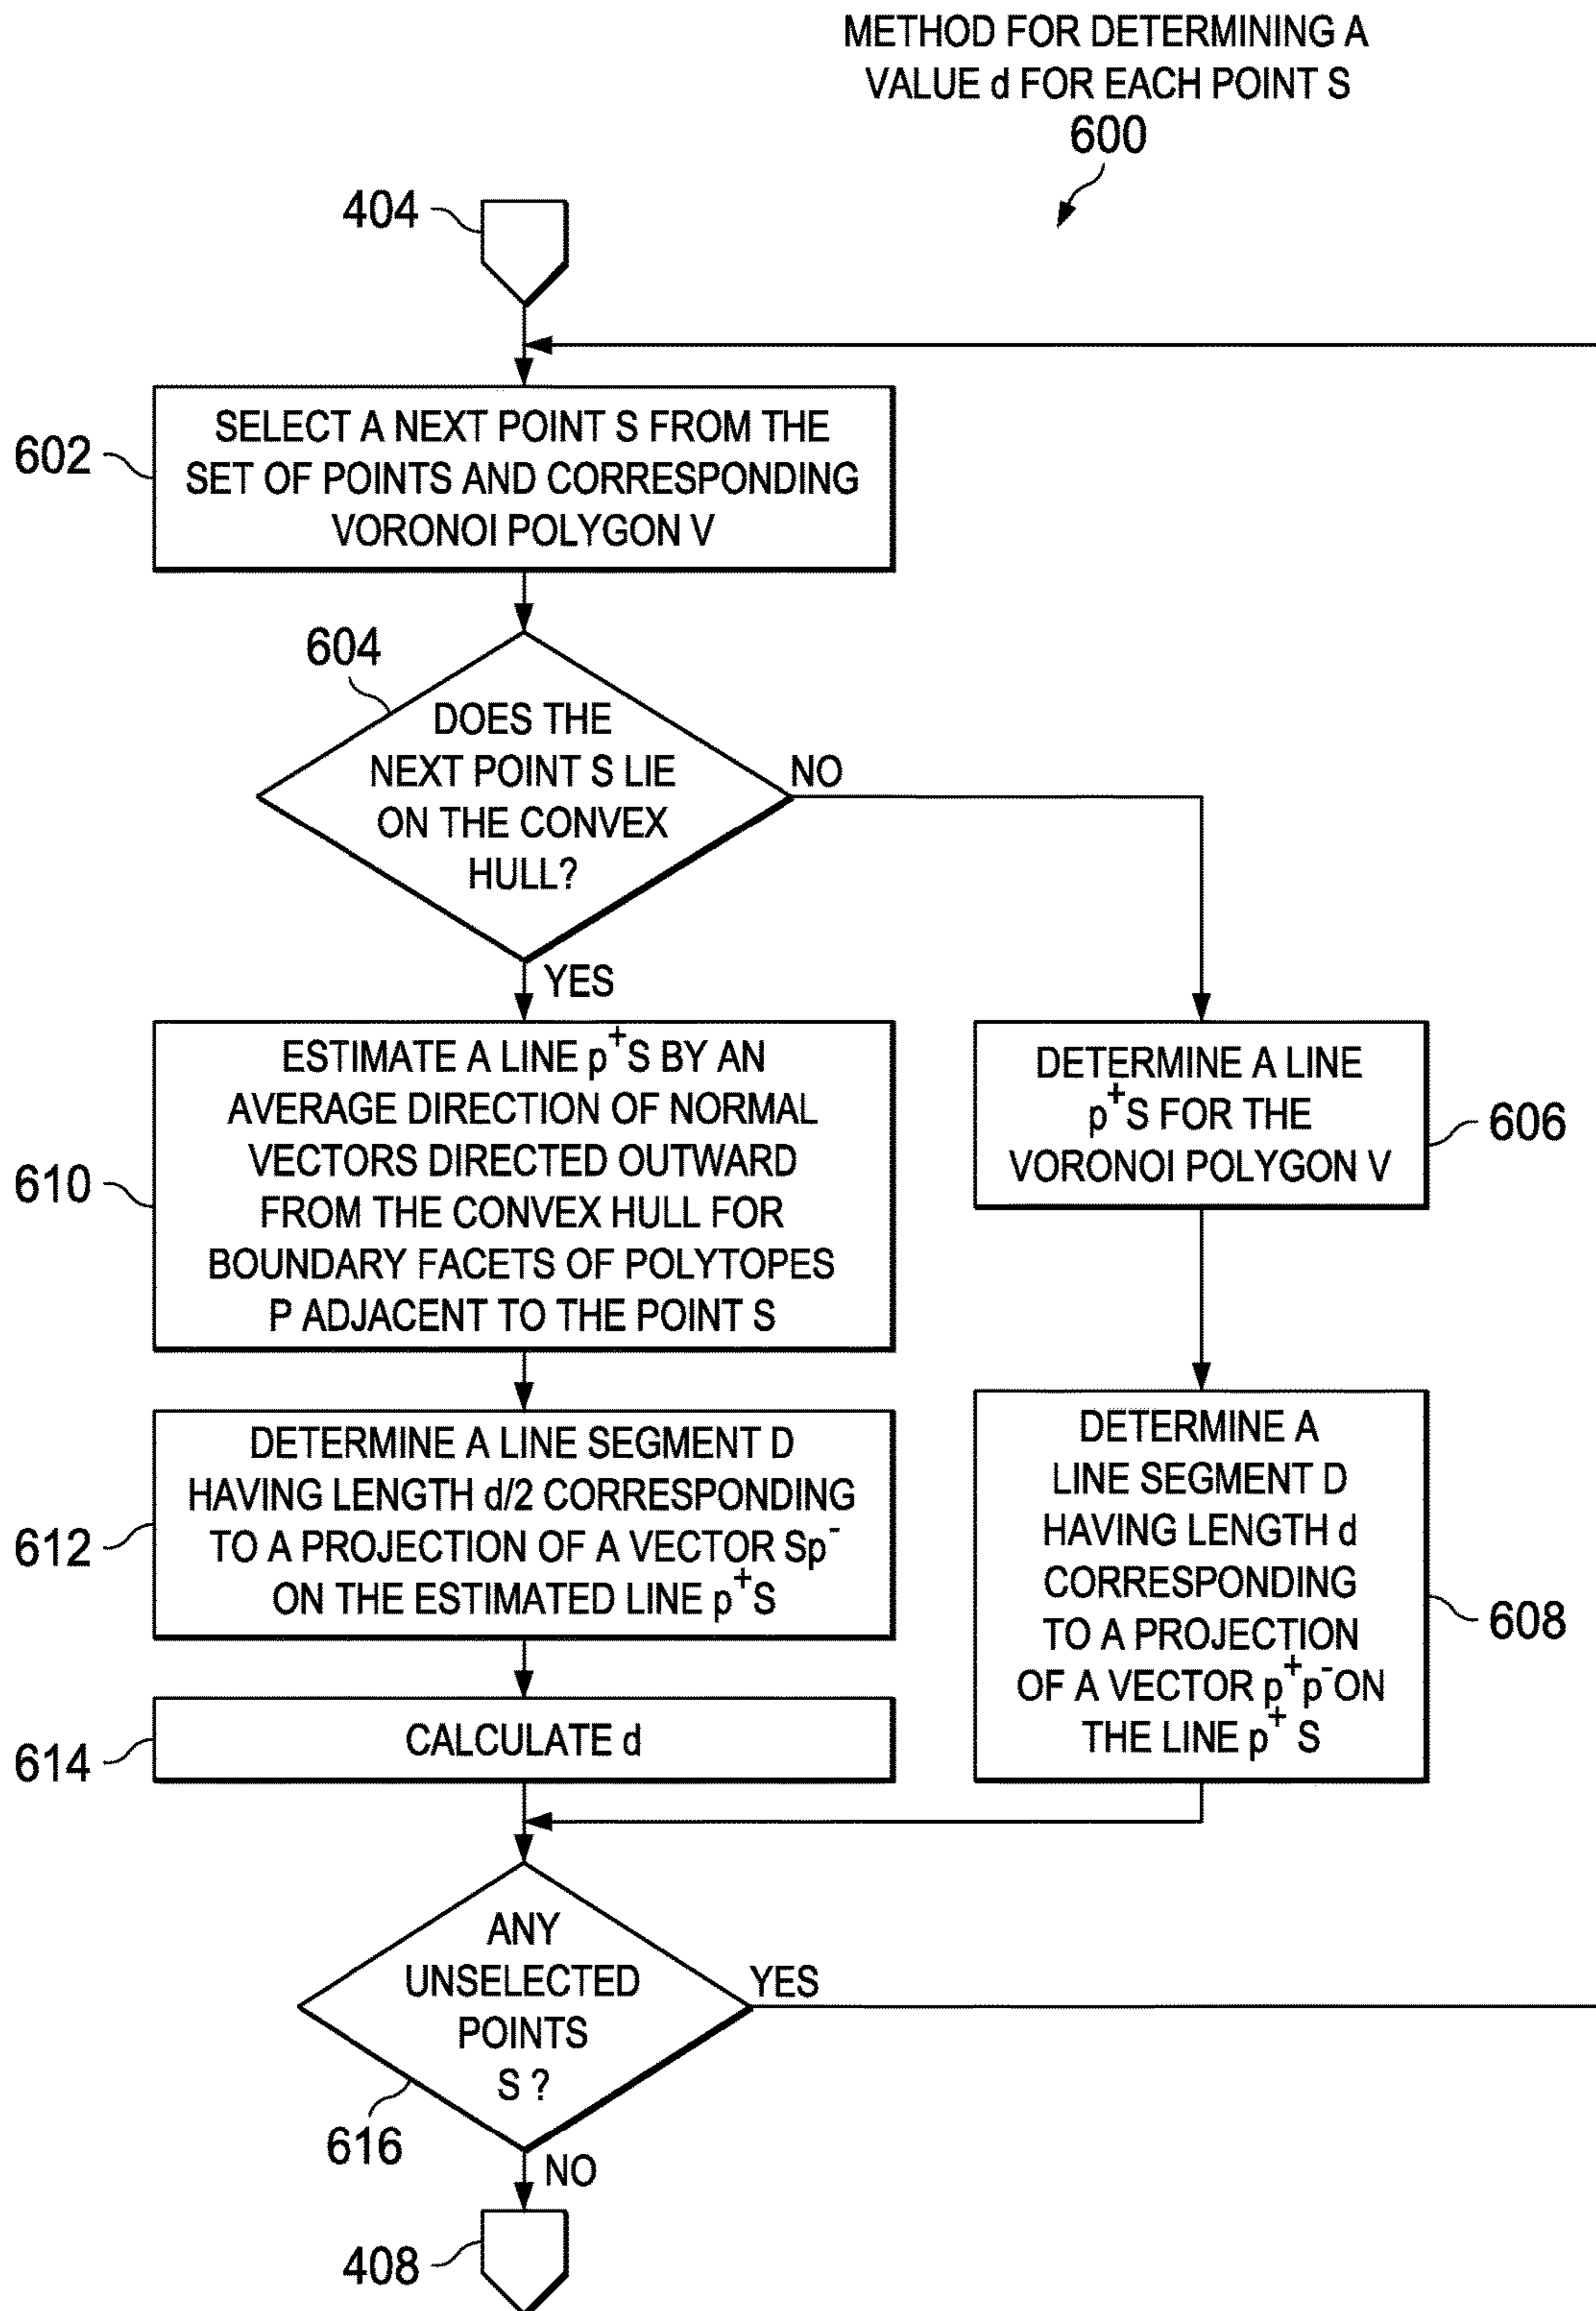 METHOD FOR DETERMINING A
VALUE d FOR EACH POINT S
600
404
602
SELECT A NEXT POINT S FROM THE
SET OF POINTS AND CORRESPONDING
VORONOI POLYGON V
604
DOES THE
NEXT POINT S LIE
ON THE CONVEX
HULL?
NO
YES
610
ESTIMATE A LINE p⁺S BY AN
AVERAGE DIRECTION OF NORMAL
VECTORS DIRECTED OUTWARD
FROM THE CONVEX HULL FOR
BOUNDARY FACETS OF POLYTOPES
P ADJACENT TO THE POINT S
DETERMINE A LINE
p⁺S FOR THE
VORONOI POLYGON V
606
612
DETERMINE A LINE SEGMENT D
HAVING LENGTH d/2 CORRESPONDING
TO A PROJECTION OF A VECTOR Sp⁻
ON THE ESTIMATED LINE p⁺S
DETERMINE A
LINE SEGMENT D
HAVING LENGTH d
CORRESPONDING
TO A PROJECTION
OF A VECTOR p⁺p⁻ON
THE LINE p⁺ S
608
614
CALCULATE d
ANY
UNSELECTED
POINTS
S ?
YES
616
NO
408